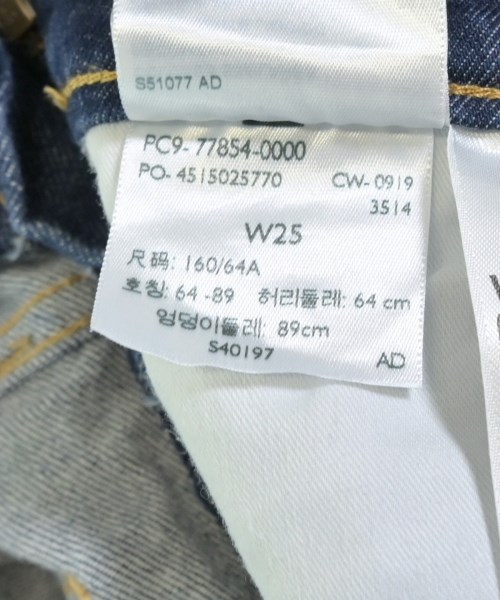 S51077 AD
PC9-77854-0000
PO-4515025770 CW-0919
3514
W25
尺码: 160/64A
호칭: 64 -89 허리둘레: 64 cm
엉덩이둘레: 89cm
S40197 AD